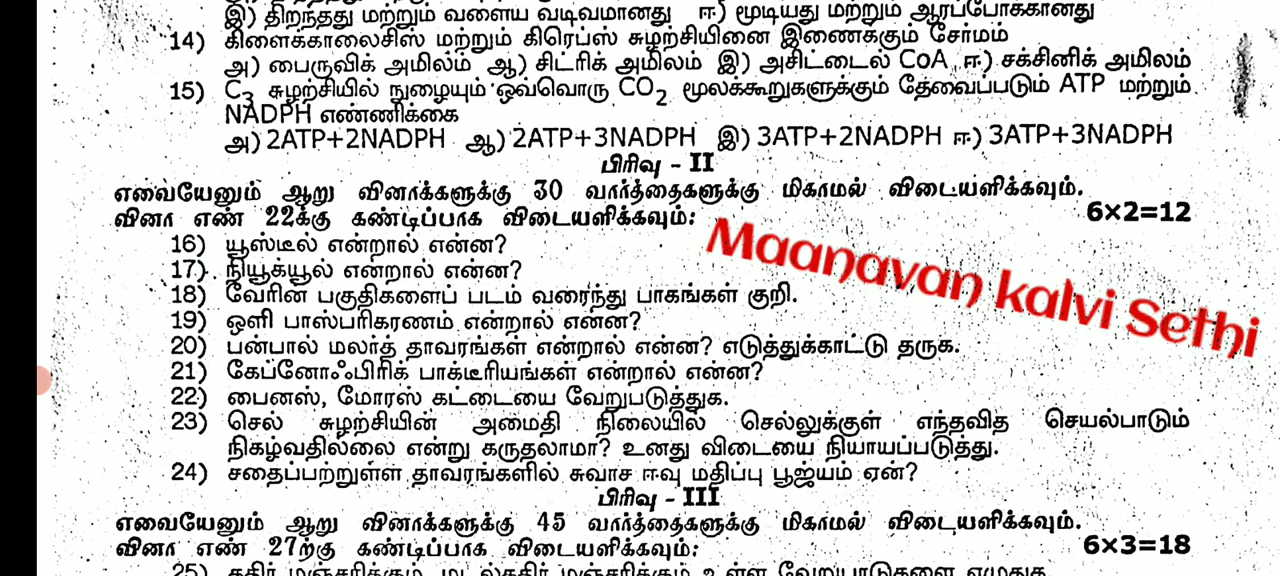 இ) திறந்தது மற்றும் வளைய வடிவமானது ஈ) மூடியது மற்றும் ஆரப்போக்கானது
14) கிளைக்காலைசிஸ் மற்றும் கிரெப்ஸ் சுழற்சியினை இணைக்கும் சேர்மம்
அ) பைருவிக் அமிலம் ஆ) சிட்ரிக் அமிலம் இ) அசிட்டைல் CoA ஈ) சக்சினிக் அமிலம்
15) C3 சுழற்சியில் நுழையும் ஒவ்வொரு CO2 மூலக்கூறுகளுக்கும் தேவைப்படும் ATP மற்றும்
NADPH எண்ணிக்கை
அ) 2ATP+2NADPH ஆ) 2ATP+3NADPH இ) 3ATP+2NADPH ஈ) 3ATP+3NADPH
பிரிவு - II
எவையேனும் ஆறு வினாக்களுக்கு 30 வார்த்தைகளுக்கு மிகாமல் விடையளிக்கவும்.
வினா எண் 22க்கு கண்டிப்பாக விடையளிக்கவும்: 6×2=12
16) யூஸ்டீல் என்றால் என்ன?
17) நியூக்யூல் என்றால் என்ன?
18) வேரின் பகுதிகளைப் படம் வரைந்து பாகங்கள் குறி.
19) ஒளி பாஸ்பரிகரணம் என்றால் என்ன?
20) பன்பால் மலர்த் தாவரங்கள் என்றால் என்ன? எடுத்துக்காட்டு தருக.
21) கேப்னோஃபிரிக் பாக்டீரியங்கள் என்றால் என்ன?
22) பைனஸ், மோரஸ் கட்டையை வேறுபடுத்துக.
23) செல் சுழற்சியின் அமைதி நிலையில் செல்லுக்குள் எந்தவித செயல்பாடும்
நிகழ்வதில்லை என்று கருதலாமா? உனது விடையை நியாயப்படுத்து.
24) சதைப்பற்றுள்ள தாவரங்களில் சுவாச ஈவு மதிப்பு பூஜ்யம் ஏன்?
பிரிவு - III
எவையேனும் ஆறு வினாக்களுக்கு 45 வார்த்தைகளுக்கு மிகாமல் விடையளிக்கவும்.
வினா எண் 27ற்கு கண்டிப்பாக விடையளிக்கவும்: 6×3=18
Maanavan kalvi Sethi